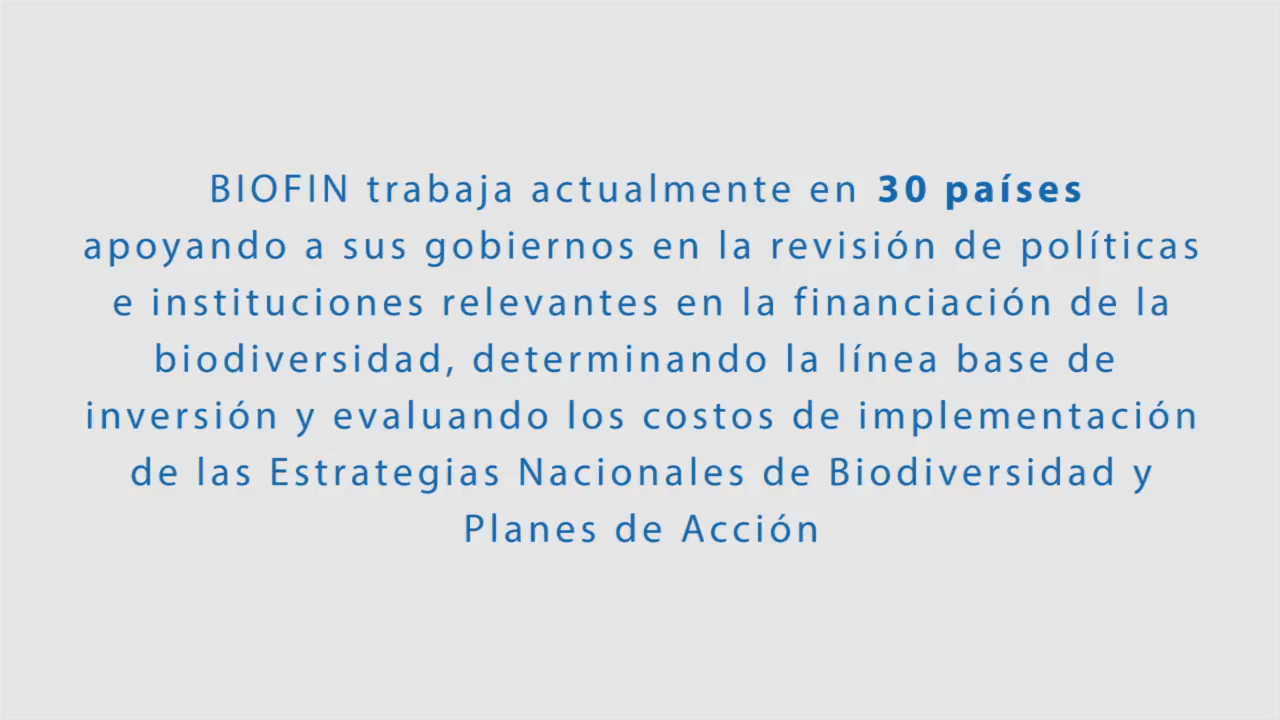 BIOFIN trabaja actualmente en 30 países
apoyando a sus gobiernos en la revisión de políticas
e instituciones relevantes en la financiación de la
biodiversidad, determinando la línea base de
inversión y evaluando los costos de implementación
de las Estrategias Nacionales de Biodiversidad y
Planes de Acción